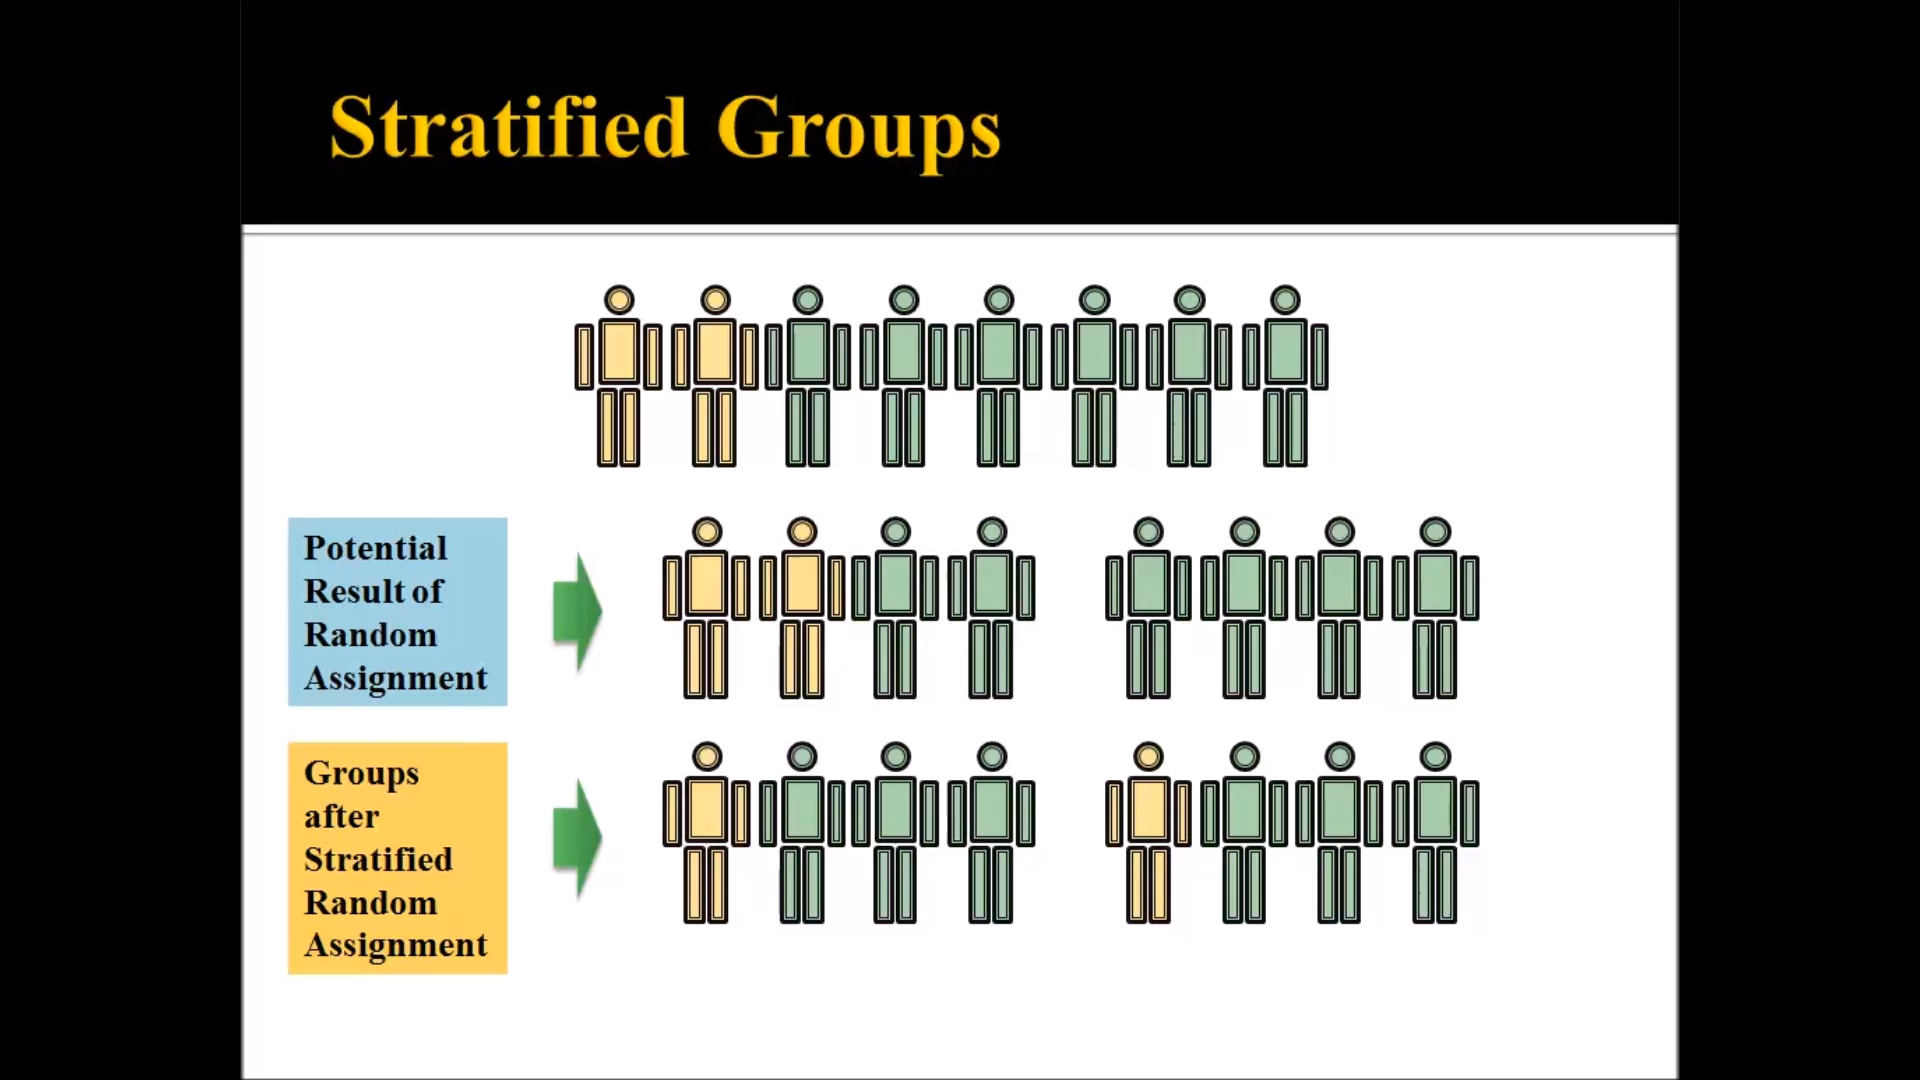 Stratified Groups
Potential
Result of
Random
Assignment
Groups
after
Stratified
Random
Assignment